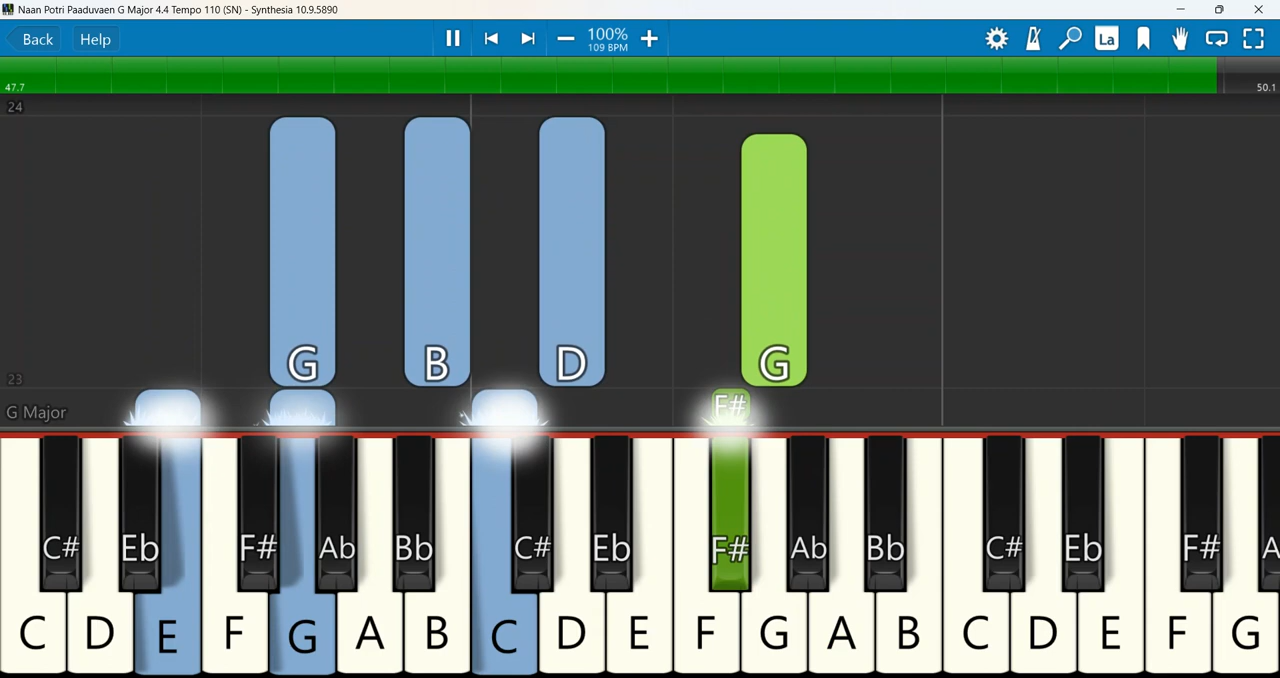 Naan Potri Paaduvaen G Major 4.4 Tempo 110 (SN) - Synthesia 10.9.5890
Back Help 100% La
109 BPM
47.7 50.1
24
G B D G
23
G Major F#
C# Eb F# Ab Bb C# Eb F# Ab Bb C# Eb F# A
C D E F G A B C D E F G A B C D E F G